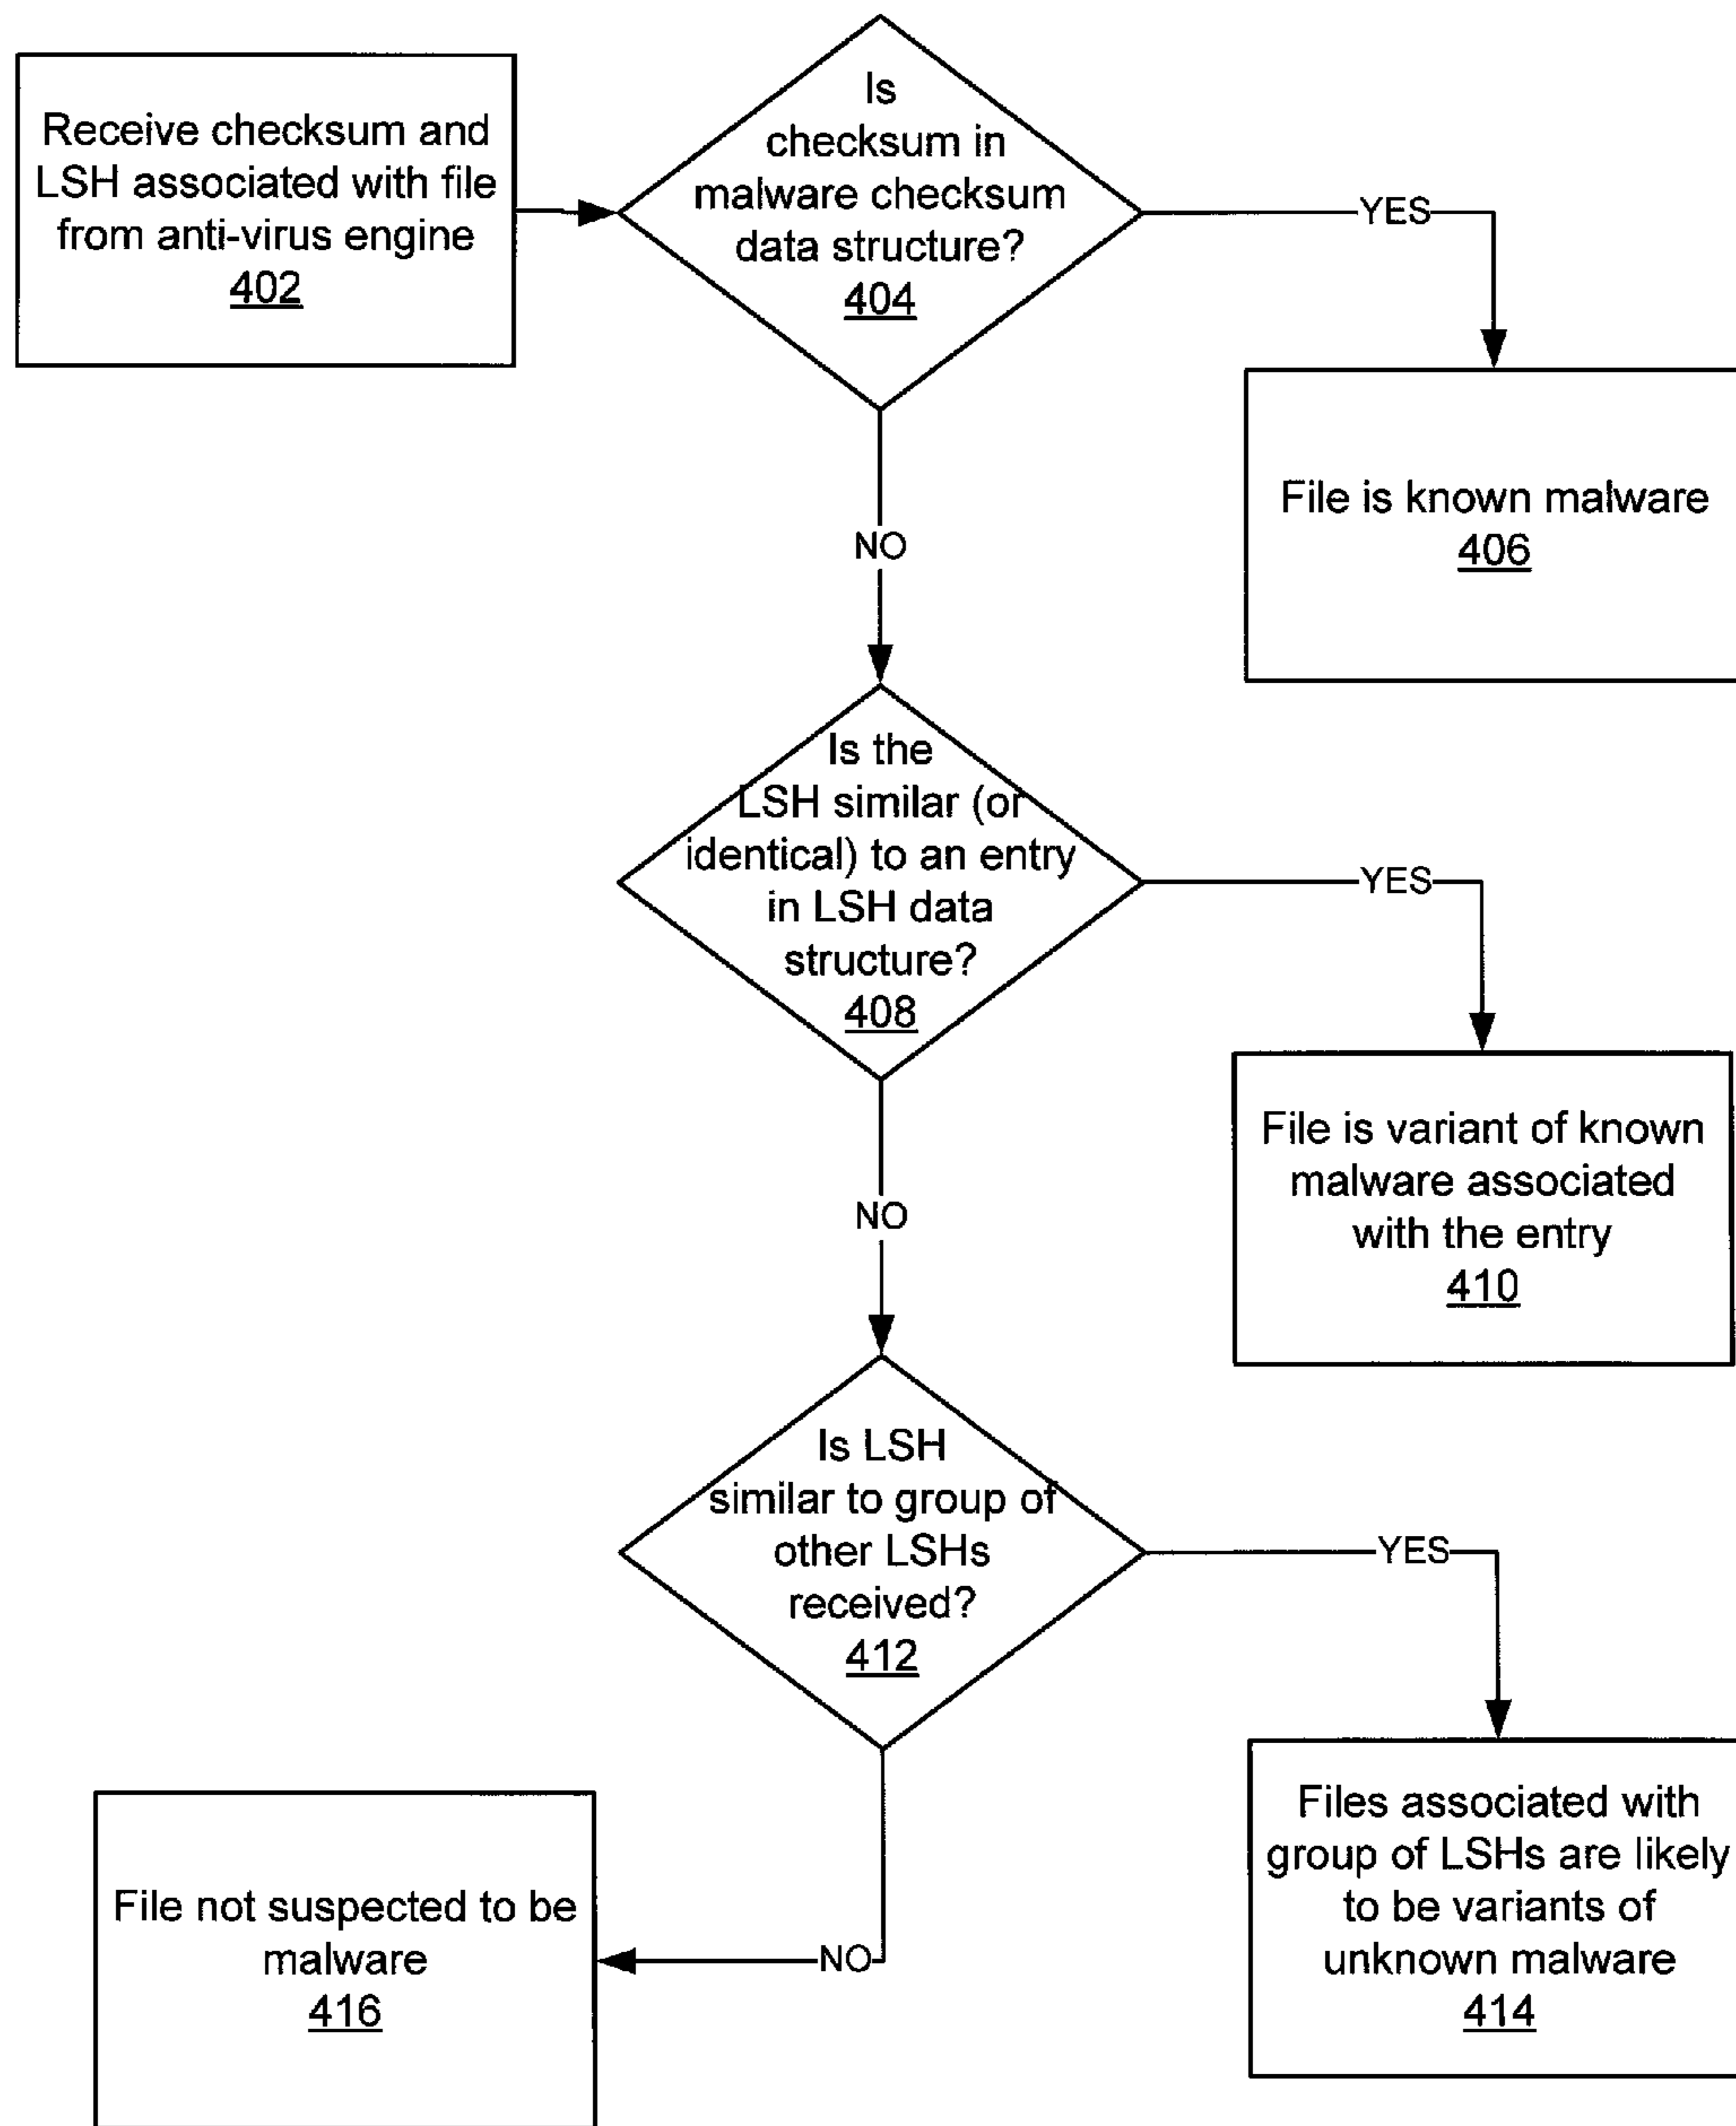 Receive checksum and
LSH associated with file
from anti-virus engine
402
Is
checksum in
malware checksum
data structure?
404
YES
File is known malware
406
NO
Is the
LSH similar (or
identical) to an entry
in LSH data
structure?
408
YES
File is variant of known
malware associated
with the entry
410
NO
Is LSH
similar to group of
other LSHs
received?
412
YES
Files associated with
group of LSHs are likely
to be variants of
unknown malware
414
NO
File not suspected to be
malware
416